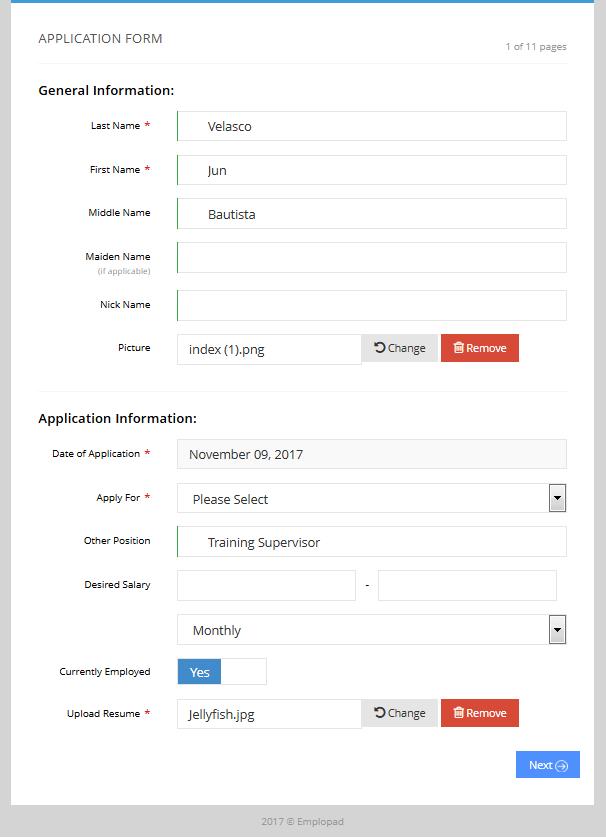 APPLICATION FORM
1 of 11 pages
General Information:
Last Name * Velasco
First Name * Jun
Middle Name Bautista
Maiden Name
(if applicable)
Nick Name
Picture index (1).png Change Remove
Application Information:
Date of Application * November 09, 2017
Apply For * Please Select
Other Position Training Supervisor
Desired Salary -
Monthly
Currently Employed Yes
Upload Resume * Jellyfish.jpg Change Remove
Next
2017 © Emplopad